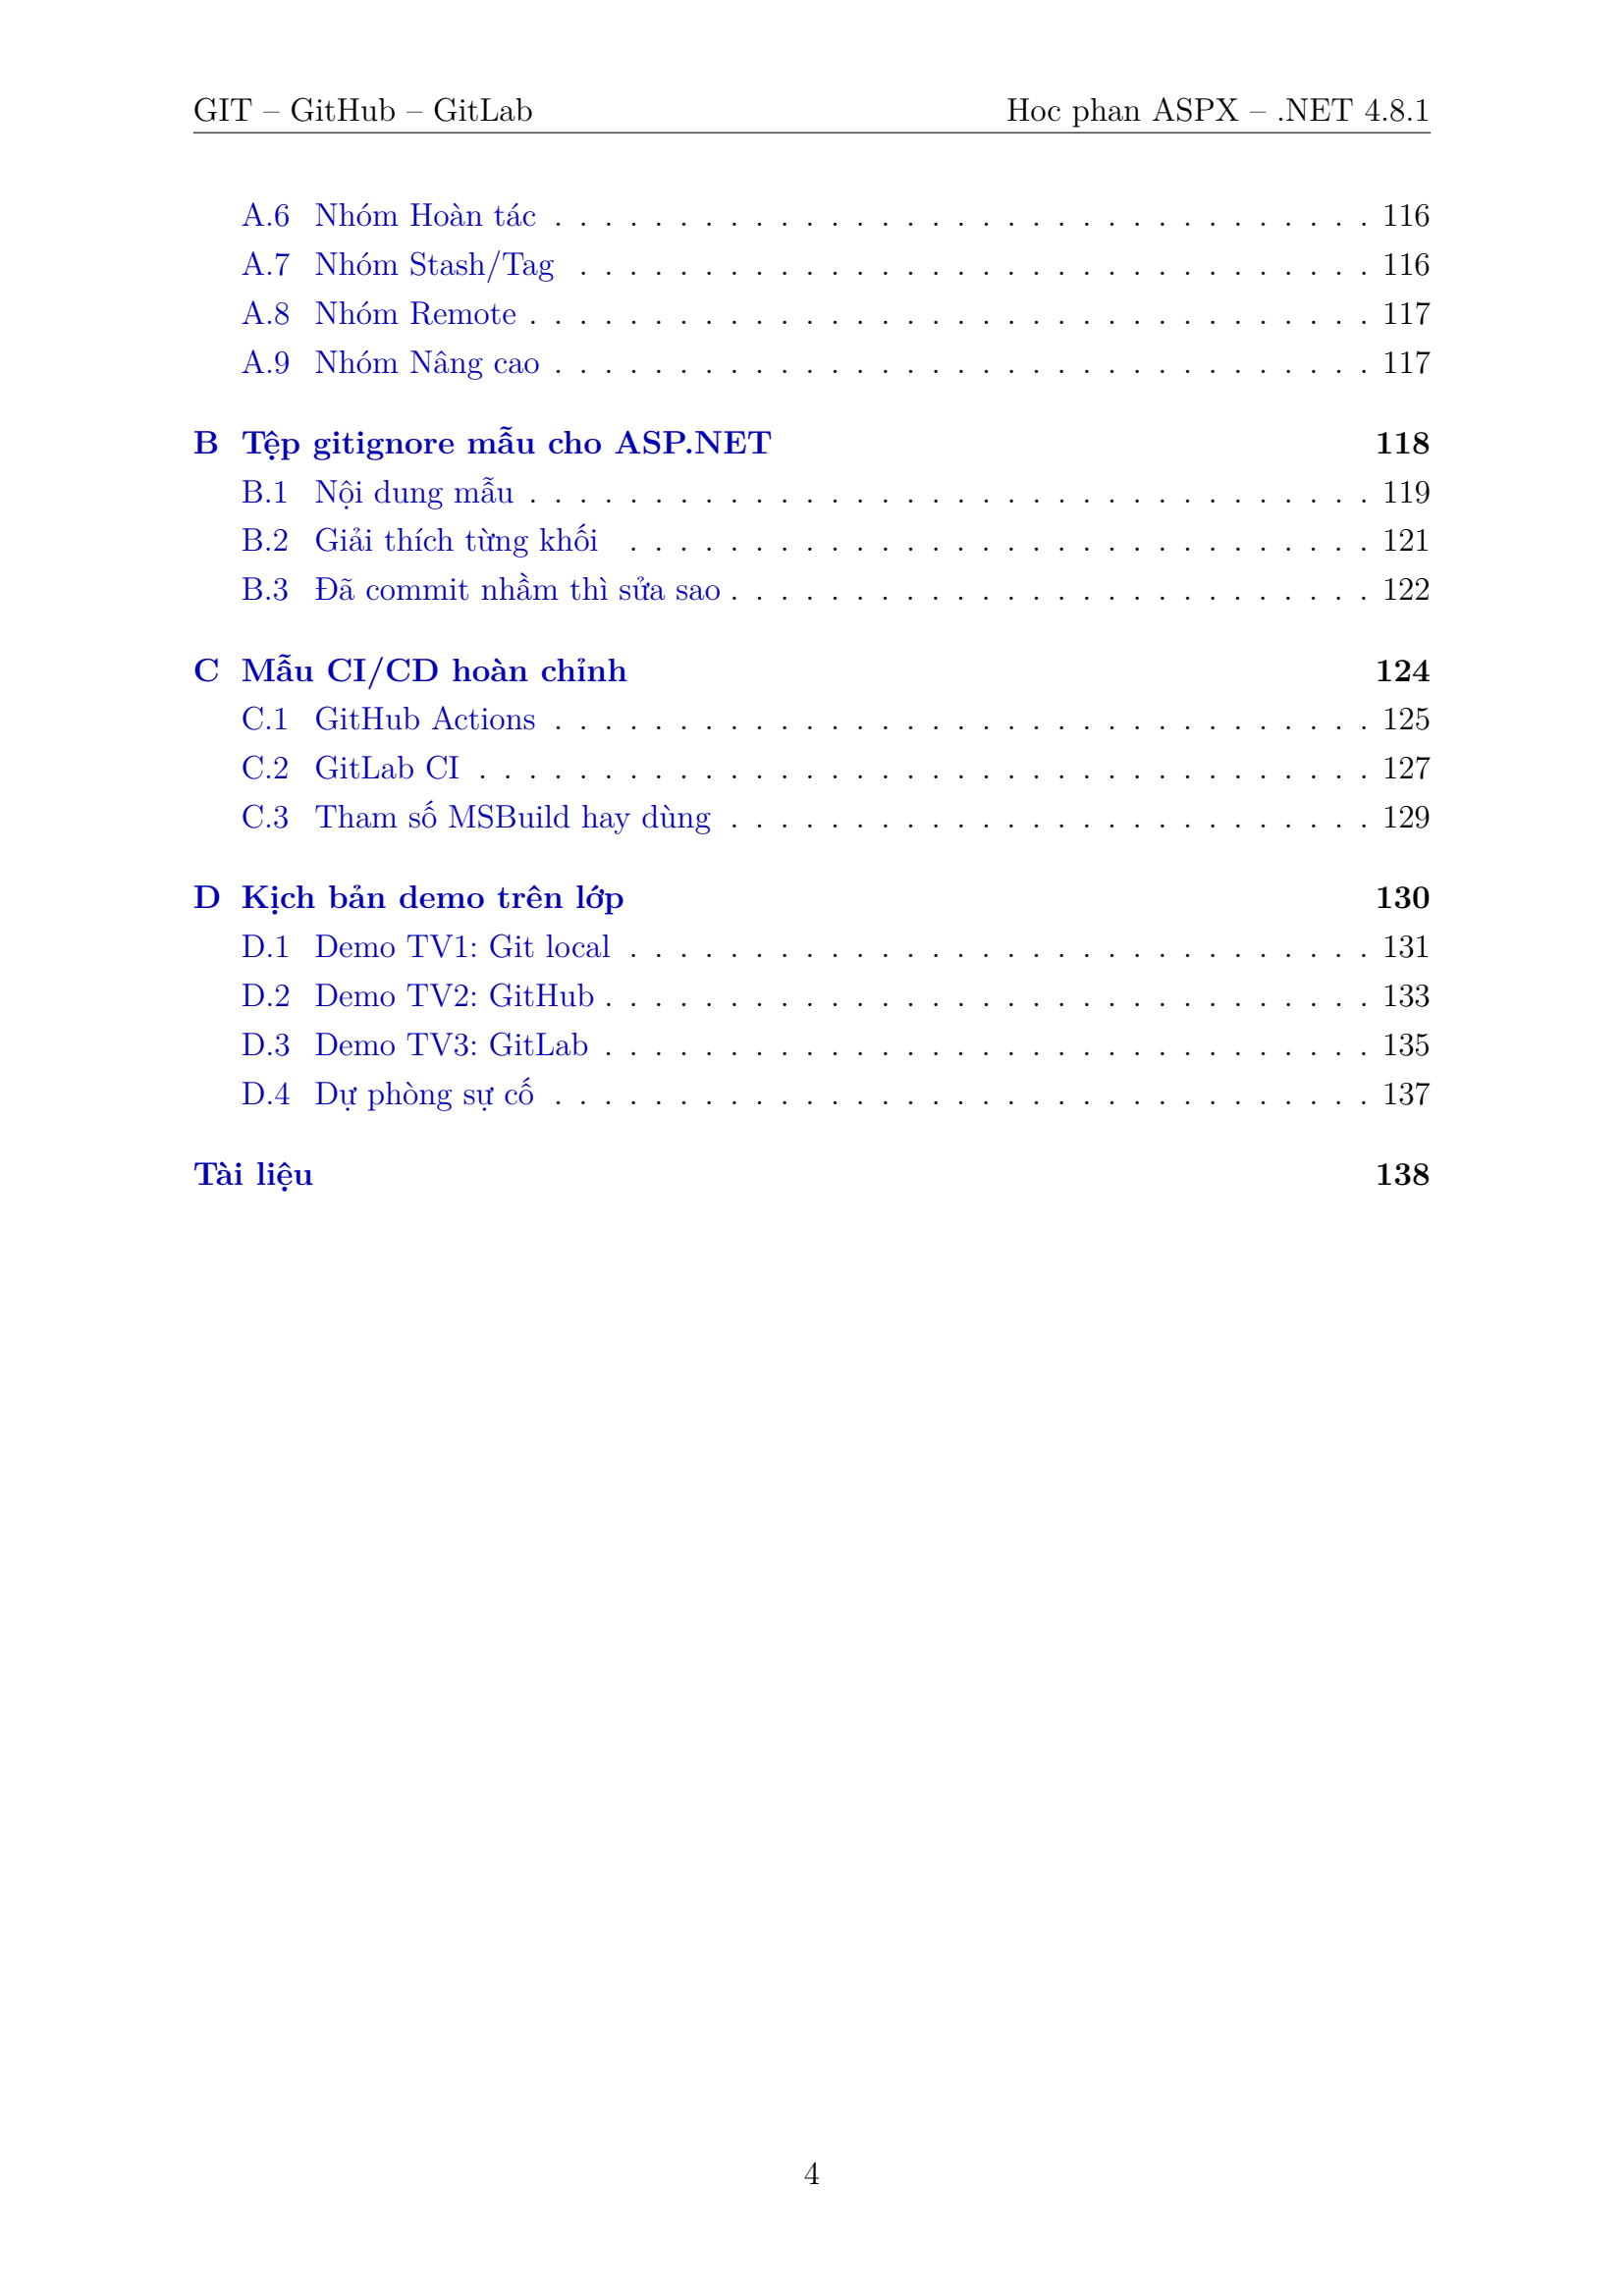 GIT – GitHub – GitLab Hoc phan ASPX – .NET 4.8.1
A.6 Nhóm Hoàn tác . . . . . . . . . . . . . . . . . . . . . . . . . . . . . . . . . 116
A.7 Nhóm Stash/Tag . . . . . . . . . . . . . . . . . . . . . . . . . . . . . . . . 116
A.8 Nhóm Remote . . . . . . . . . . . . . . . . . . . . . . . . . . . . . . . . . . 117
A.9 Nhóm Nâng cao . . . . . . . . . . . . . . . . . . . . . . . . . . . . . . . . . 117
B Tệp gitignore mẫu cho ASP.NET 118
B.1 Nội dung mẫu . . . . . . . . . . . . . . . . . . . . . . . . . . . . . . . . . . 119
B.2 Giải thích từng khối . . . . . . . . . . . . . . . . . . . . . . . . . . . . . . 121
B.3 Đã commit nhầm thì sửa sao . . . . . . . . . . . . . . . . . . . . . . . . . . 122
C Mẫu CI/CD hoàn chỉnh 124
C.1 GitHub Actions . . . . . . . . . . . . . . . . . . . . . . . . . . . . . . . . . 125
C.2 GitLab CI . . . . . . . . . . . . . . . . . . . . . . . . . . . . . . . . . . . . 127
C.3 Tham số MSBuild hay dùng . . . . . . . . . . . . . . . . . . . . . . . . . . 129
D Kịch bản demo trên lớp 130
D.1 Demo TV1: Git local . . . . . . . . . . . . . . . . . . . . . . . . . . . . . . 131
D.2 Demo TV2: GitHub . . . . . . . . . . . . . . . . . . . . . . . . . . . . . . . 133
D.3 Demo TV3: GitLab . . . . . . . . . . . . . . . . . . . . . . . . . . . . . . . 135
D.4 Dự phòng sự cố . . . . . . . . . . . . . . . . . . . . . . . . . . . . . . . . . 137
Tài liệu 138
4